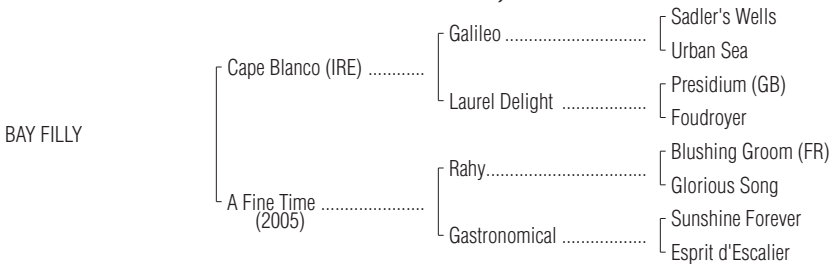 Sadler's Wells
Galileo ..................................
Urban Sea
Cape Blanco (IRE) ............
Presidium (GB)
Laurel Delight ....................
Foudroyer
BAY FILLY
Blushing Groom (FR)
Rahy......................................
Glorious Song
A Fine Time ......................
(2005)
Sunshine Forever
Gastronomical ....................
Esprit d'Escalier